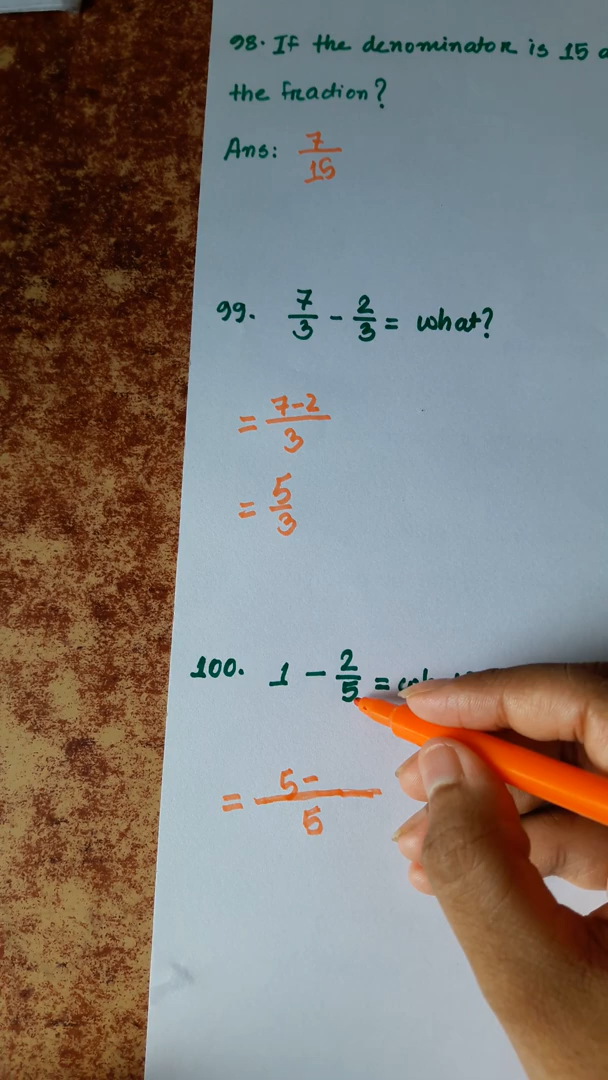 98. If the denominator is 15
the fraction?
Ans: 7/15
99. 7/3 - 2/3 = what?
= 7-2/3
= 5/3
100. 1 - 2/5 =
= 5-/5